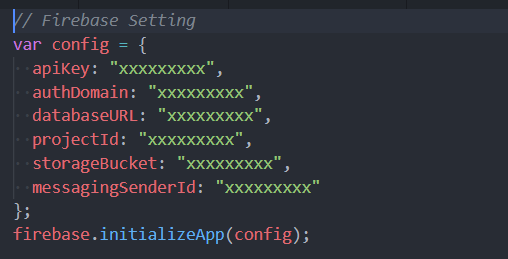 // Firebase Setting
var config = {
apiKey: "xxxxxxxxx",
authDomain: "xxxxxxxxx",
databaseURL: "xxxxxxxxx",
projectId: "xxxxxxxxx",
storageBucket: "xxxxxxxxx",
messagingSenderId: "xxxxxxxxx"
};
firebase.initializeApp(config);